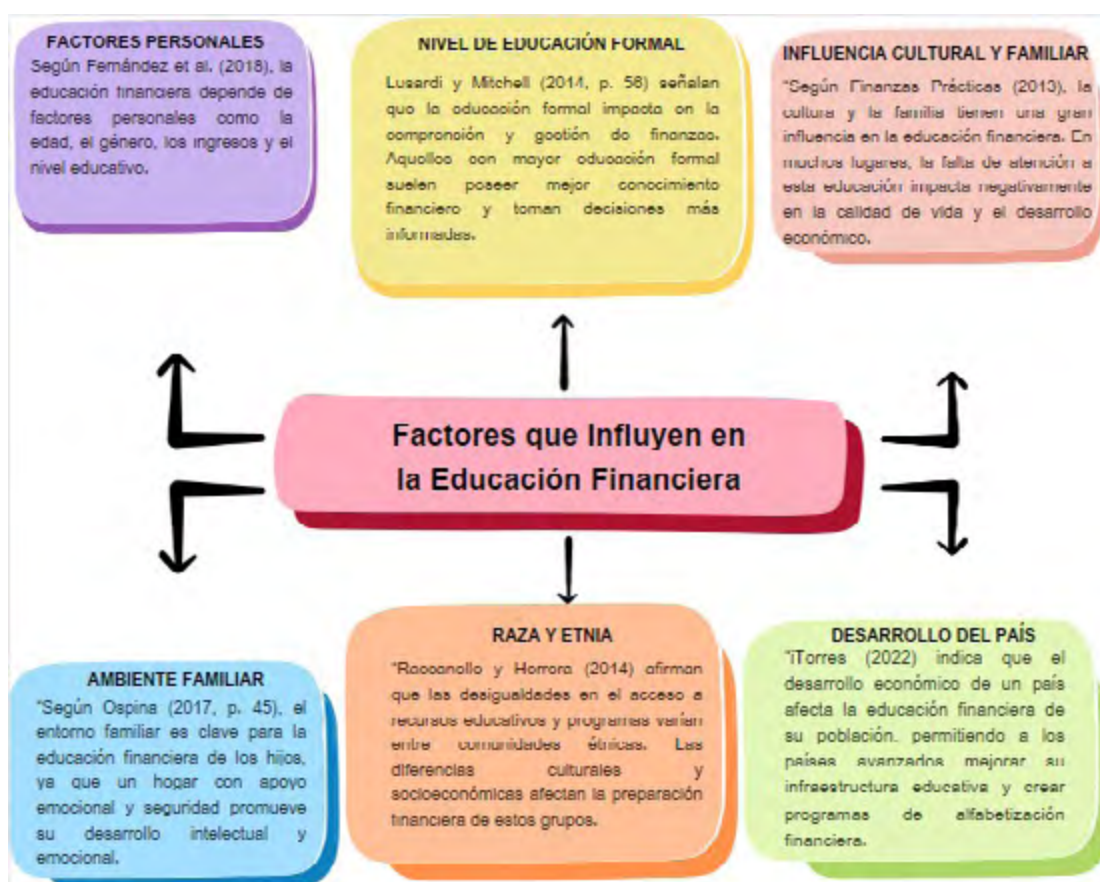 FACTORES PERSONALES
Según Fernández et al. (2018), la
educación financiera depende de
factores personales como la
edad, el género, los ingresos y el
nivel educativo.
NIVEL DE EDUCACIÓN FORMAL
Lusardi y Mitchell (2014, p. 56) señalan
que la educación formal impacta en la
comprensión y gestión de finanzas.
Aquellos con mayor educación formal
suelen poseer mejor conocimiento
financiero y toman decisiones más
informadas.
INFLUENCIA CULTURAL Y FAMILIAR
"Según Finanzas Prácticas (2013), la
cultura y la familia tienen una gran
influencia en la educación financiera. En
muchos lugares, la falta de atención a
esta educación impacta negativamente
en la calidad de vida y el desarrollo
económico.
Factores que Influyen en
la Educación Financiera
AMBIENTE FAMILIAR
"Según Ospina (2017, p. 45), el
entorno familiar es clave para la
educación financiera de los hijos,
ya que un hogar con apoyo
emocional y seguridad promueve
su desarrollo intelectual y
emocional.
RAZA Y ETNIA
y (2014) afirman
que las desigualdades en el acceso a
recursos educativos y programas varían
entre comunidades étnicas. Las
diferencias culturales y
socioeconómicas afectan la preparación
financiera de estos grupos.
DESARROLLO DEL PAÍS
"iTorres (2022) indica que el
desarrollo económico de un país
afecta la educación financiera de
su población. permitiendo a los
países avanzados mejorar su
infraestructura educativa y crear
programas de alfabetización
financiera.